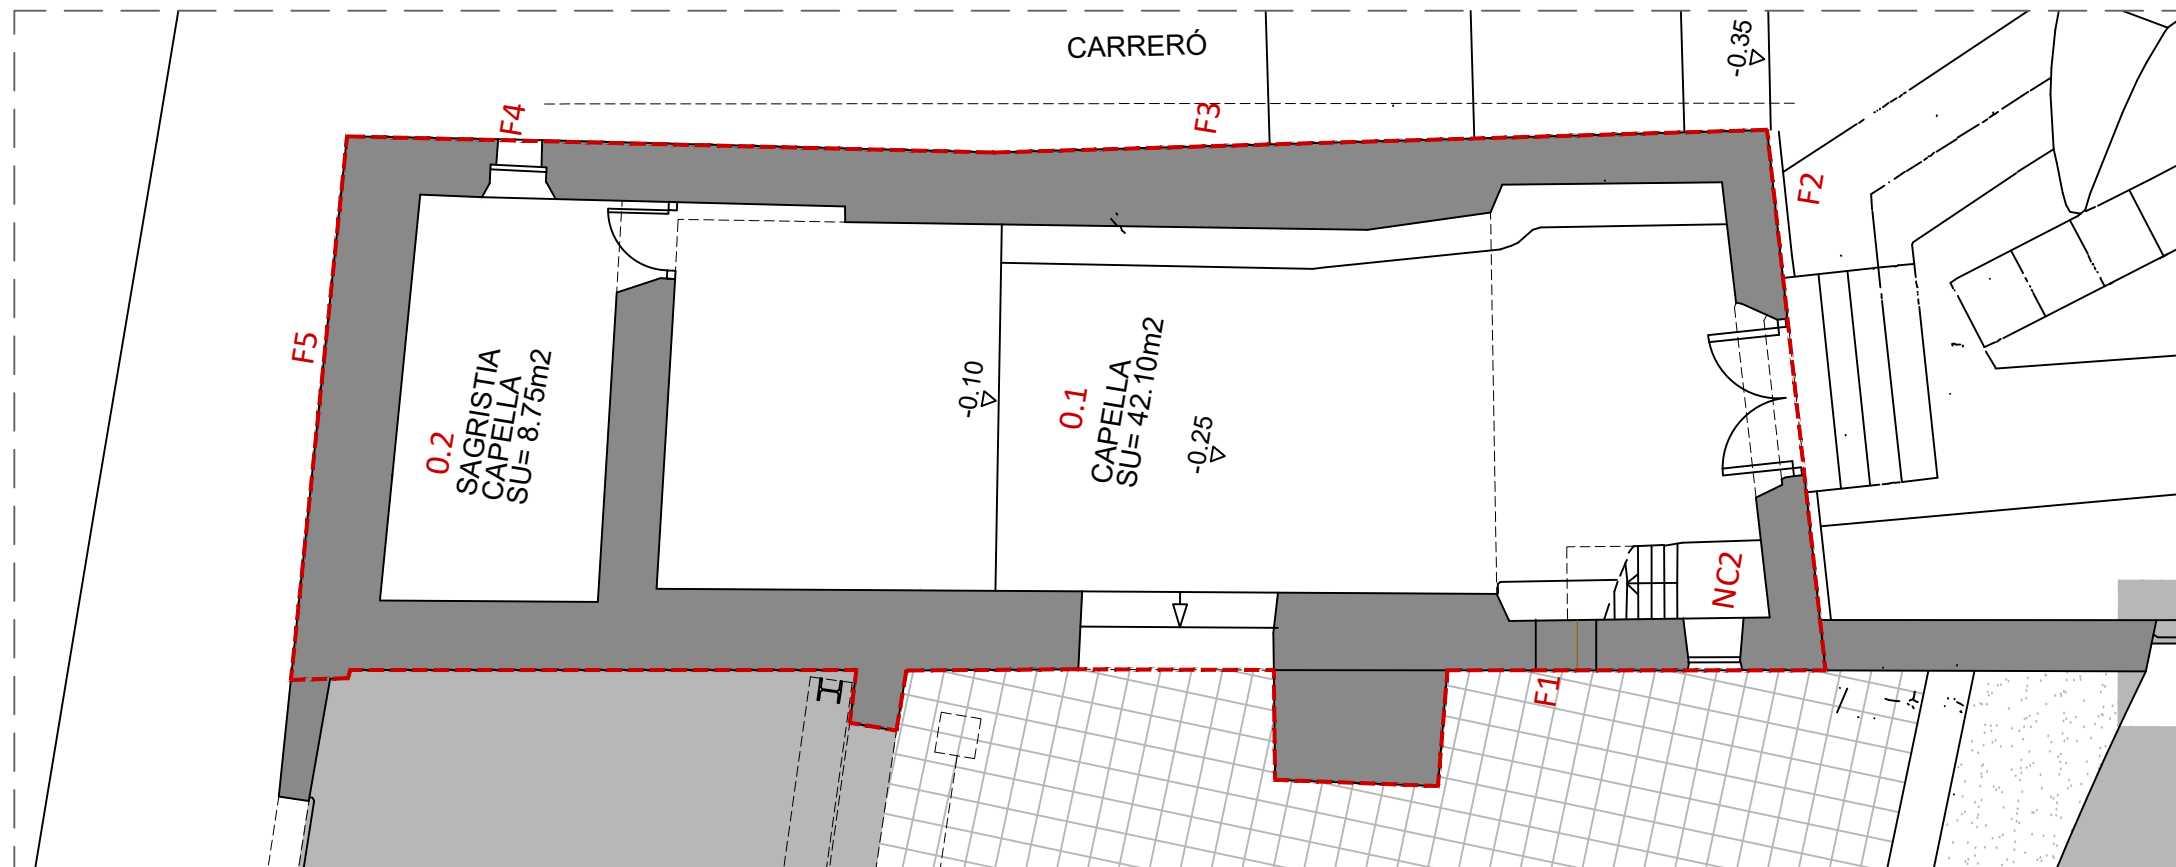 CARRERÓ
-0.35
F4
F3
F2
F5
0.2
SAGRISTIA
CAPELLA
SU= 8.75m2
-0.10
0.1
CAPELLA
SU= 42.10m2
-0.25
NC2
F1
H